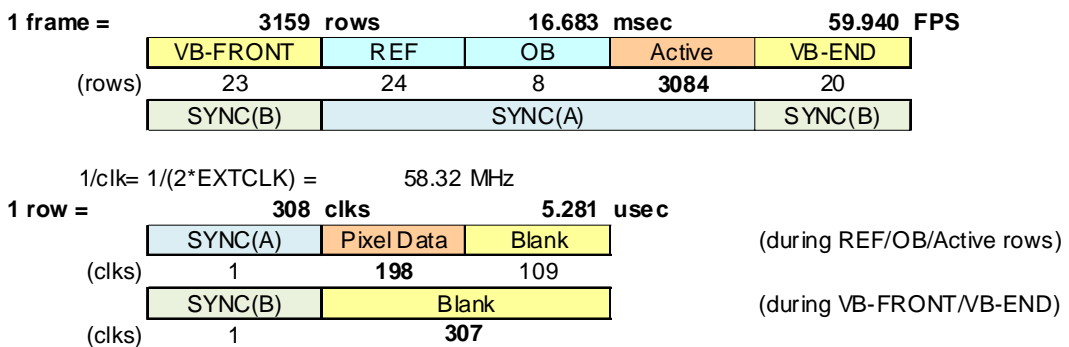 1 frame = 3159 rows 16.683 msec 59.940 FPS
VB-FRONT REF OB Active VB-END
(rows) 23 24 8 3084 20
SYNC(B) SYNC(A) SYNC(B)
1/clk= 1/(2*EXTCLK) = 58.32 MHz
1 row = 308 clks 5.281 usec
SYNC(A) Pixel Data Blank (during REF/OB/Active rows)
(clks) 1 198 109
SYNC(B) Blank (during VB-FRONT/VB-END)
(clks) 1 307